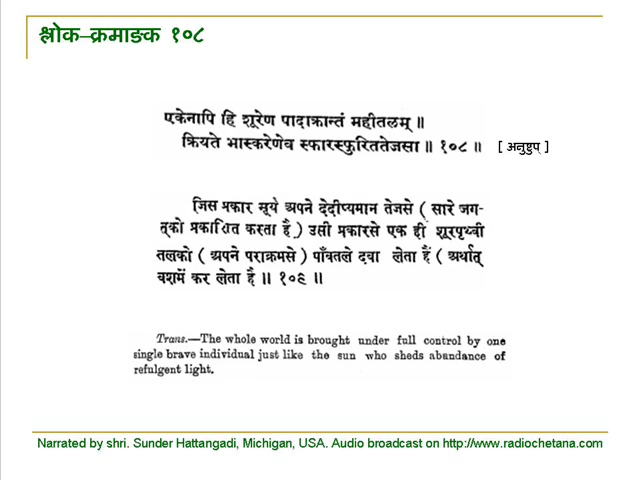 श्लोक–क्रमाङ्क १०८
एकेनापि हि शूरेण पादाक्रान्तं महीतलम् ॥
क्रियते भास्करेणेव स्फारस्फुरिततेजसा ॥ १०८ ॥ [ अनुष्टुप् ]
जिस प्रकार सूर्य अपने देदीप्यमान तेजसे ( सारे जग-
त्को प्रकाशित करता है ) उसी प्रकारसे एक ही शूरपृथ्वी
तलको ( अपने पराक्रमसे ) पाँवतले दबा लेता हैं ( अर्थात्
वशमें कर लेता है ॥ १०९ ॥
Trans.—The whole world is brought under full control by one
single brave individual just like the sun who sheds abundance of
refulgent light.
Narrated by shri. Sunder Hattangadi, Michigan, USA. Audio broadcast on http://www.radiochetana.com